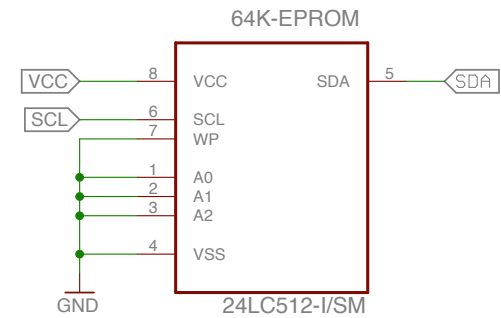 64K-EPROM
VCC 8 VCC SDA 5 SDA
SCL 6 SCL
7 WP
1 A0
2 A1
3 A2
4 VSS
GND 24LC512-I/SM